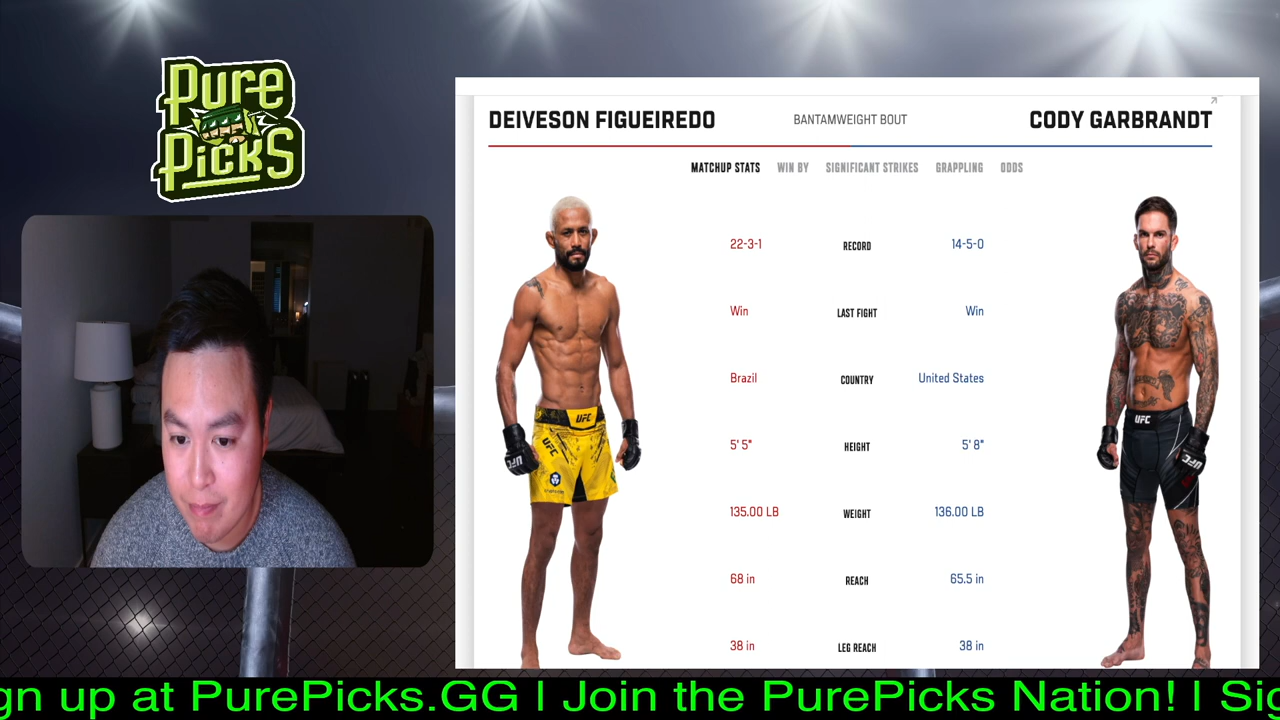 Pure
Picks
DEIVESON FIGUEIREDO
BANTAMWEIGHT BOUT
CODY GARBRANDT
MATCHUP STATS WIN BY SIGNIFICANT STRIKES GRAPPLING ODDS
22-3-1 RECORD 14-5-0
Win LAST FIGHT Win
Brazil COUNTRY United States
5' 5" HEIGHT 5' 8"
135.00 LB WEIGHT 136.00 LB
68 in REACH 65.5 in
38 in LEG REACH 38 in
UFC
UFC
UFC
UFC
UFC
gn up at PurePicks.GG I Join the PurePicks Nation! I Sig